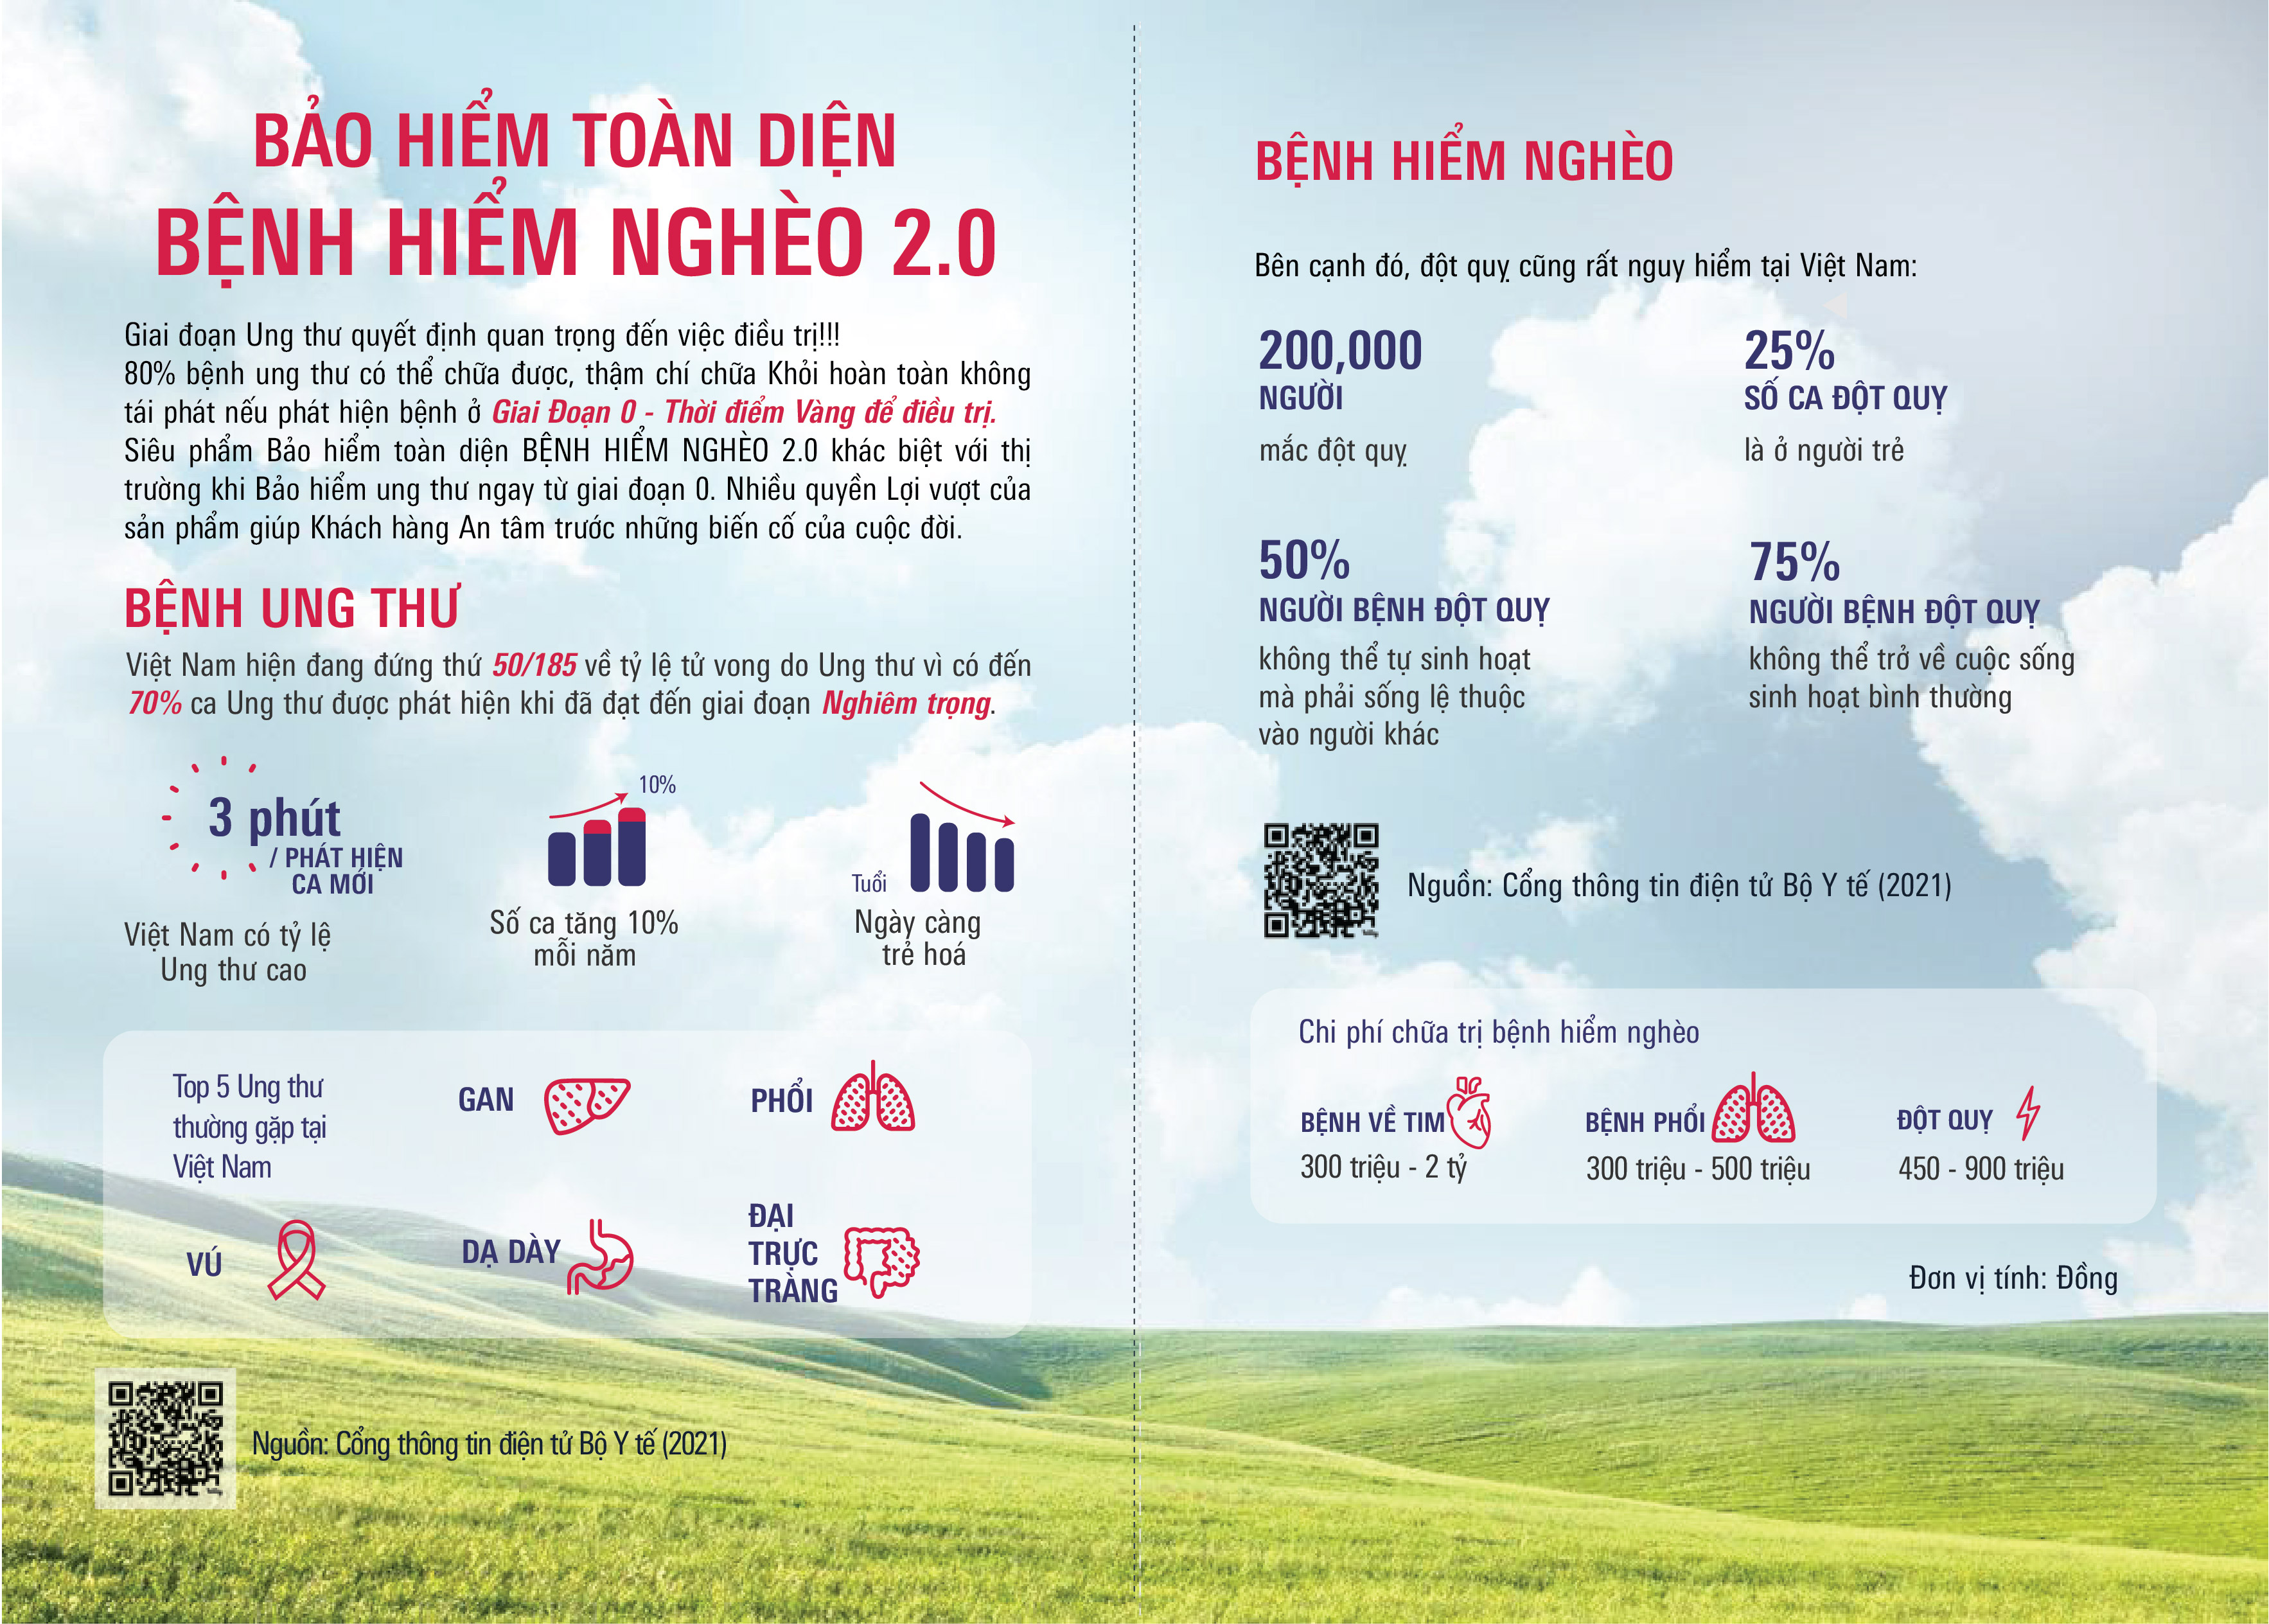 BẢO HIỂM TOÀN DIỆN
BỆNH HIỂM NGHÈO 2.0
Giai đoạn Ung thư quyết định quan trọng đến việc điều trị!!!
80% bệnh ung thư có thể chữa được, thậm chí chữa Khỏi hoàn toàn không
tái phát nếu phát hiện bệnh ở Giai Đoạn 0 - Thời điểm Vàng để điều trị.
Siêu phẩm Bảo hiểm toàn diện BỆNH HIỂM NGHÈO 2.0 khác biệt với thị
trường khi Bảo hiểm ung thư ngay từ giai đoạn 0. Nhiều quyền Lợi vượt của
sản phẩm giúp Khách hàng An tâm trước những biến cố của cuộc đời.
BỆNH UNG THƯ
Việt Nam hiện đang đứng thứ 50/185 về tỷ lệ tử vong do Ung thư vì có đến
70% ca Ung thư được phát hiện khi đã đạt đến giai đoạn Nghiêm trọng.
3 phút
/ PHÁT HIỆN
CA MỚI
Việt Nam có tỷ lệ
Ung thư cao
10%
Số ca tăng 10%
mỗi năm
Tuổi
Ngày càng
trẻ hoá
Top 5 Ung thư
thường gặp tại
Việt Nam
GAN
PHỔI
VÚ
DẠ DÀY
ĐẠI
TRỰC
TRÀNG
Nguồn: Cổng thông tin điện tử Bộ Y tế (2021)
BỆNH HIỂM NGHÈO
Bên cạnh đó, đột quỵ cũng rất nguy hiểm tại Việt Nam:
200,000
NGƯỜI
mắc đột quỵ
25%
SỐ CA ĐỘT QUỴ
là ở người trẻ
50%
NGƯỜI BỆNH ĐỘT QUỴ
không thể tự sinh hoạt
mà phải sống lệ thuộc
vào người khác
75%
NGƯỜI BỆNH ĐỘT QUỴ
không thể trở về cuộc sống
sinh hoạt bình thường
Nguồn: Cổng thông tin điện tử Bộ Y tế (2021)
Chi phí chữa trị bệnh hiểm nghèo
BỆNH VỀ TIM
300 triệu - 2 tỷ
BỆNH PHỔI
300 triệu - 500 triệu
ĐỘT QUỴ
450 - 900 triệu
Đơn vị tính: Đồng